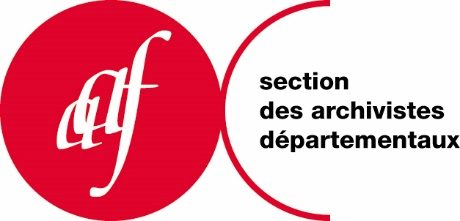 aaf
section
des archivistes
départementaux